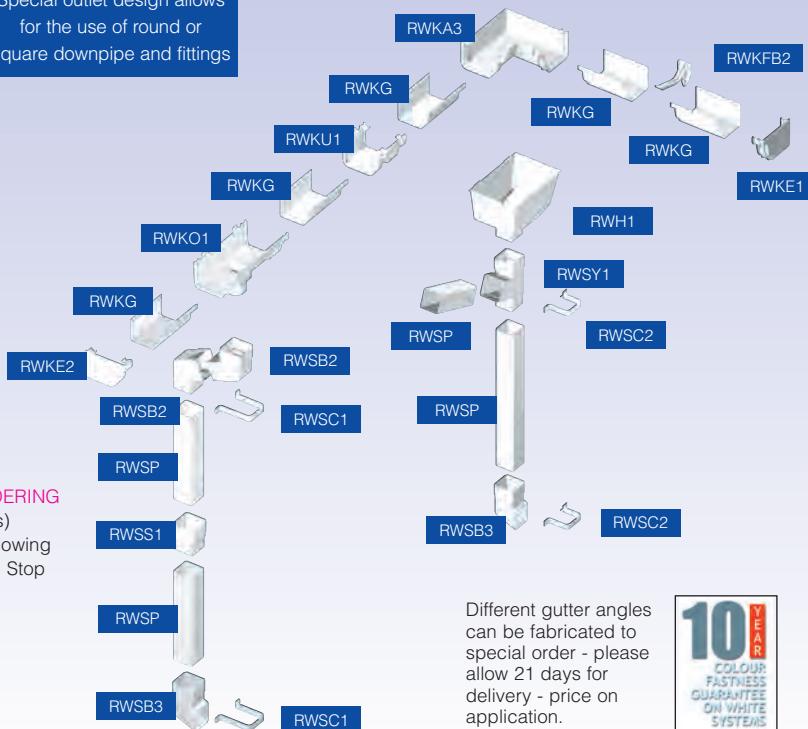 Special outlet design allows
for the use of round or
square downpipe and fittings
RWKA3
RWKFB2
RWKG
RWKG
RWKU1
RWKG
RWKE1
RWKG
RWH1
RWKO1
RWSY1
RWKG
RWSP
RWSC2
RWKE2
RWSB2
RWSB2
RWSC1
RWSP
RWSP
DERING
s)
owing
Stop
RWSS1
RWSB3
RWSC2
RWSP
RWSB3
RWSC1
Different gutter angles
can be fabricated to
special order - please
allow 21 days for
delivery - price on
application.
10 YEAR
COLOUR
FASTNESS
GUARANTEE
ON WHITE
SYSTEMS